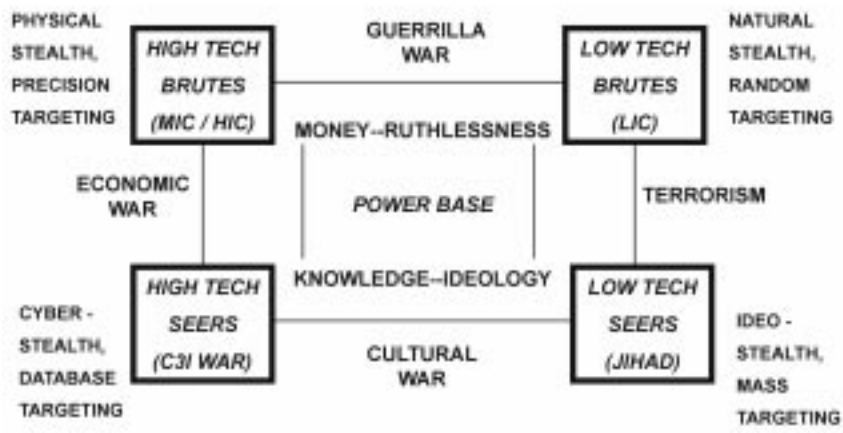 PHYSICAL
STEALTH,
PRECISION
TARGETING
HIGH TECH
BRUTES
(MIC / HIC)
GUERRILLA
WAR
LOW TECH
BRUTES
(LIC)
NATURAL
STEALTH,
RANDOM
TARGETING
MONEY--RUTHLESSNESS
ECONOMIC
WAR
POWER BASE
TERRORISM
KNOWLEDGE--IDEOLOGY
CYBER -
STEALTH,
DATABASE
TARGETING
HIGH TECH
SEERS
(C3I WAR)
CULTURAL
WAR
LOW TECH
SEERS
(JIHAD)
IDEO -
STEALTH,
MASS
TARGETING